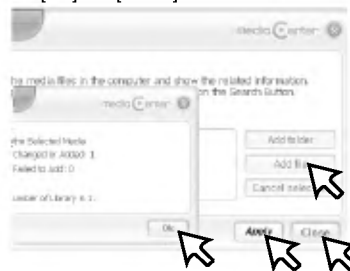 media Center
the media files in the computer and show the related information.
on the Search Button.
media Center
the Selected Media
Changed or Added: 1
Failed to add: 0
number of Library is 1.
Add folder
Add file
Cancel select
Ok
Apply
Close